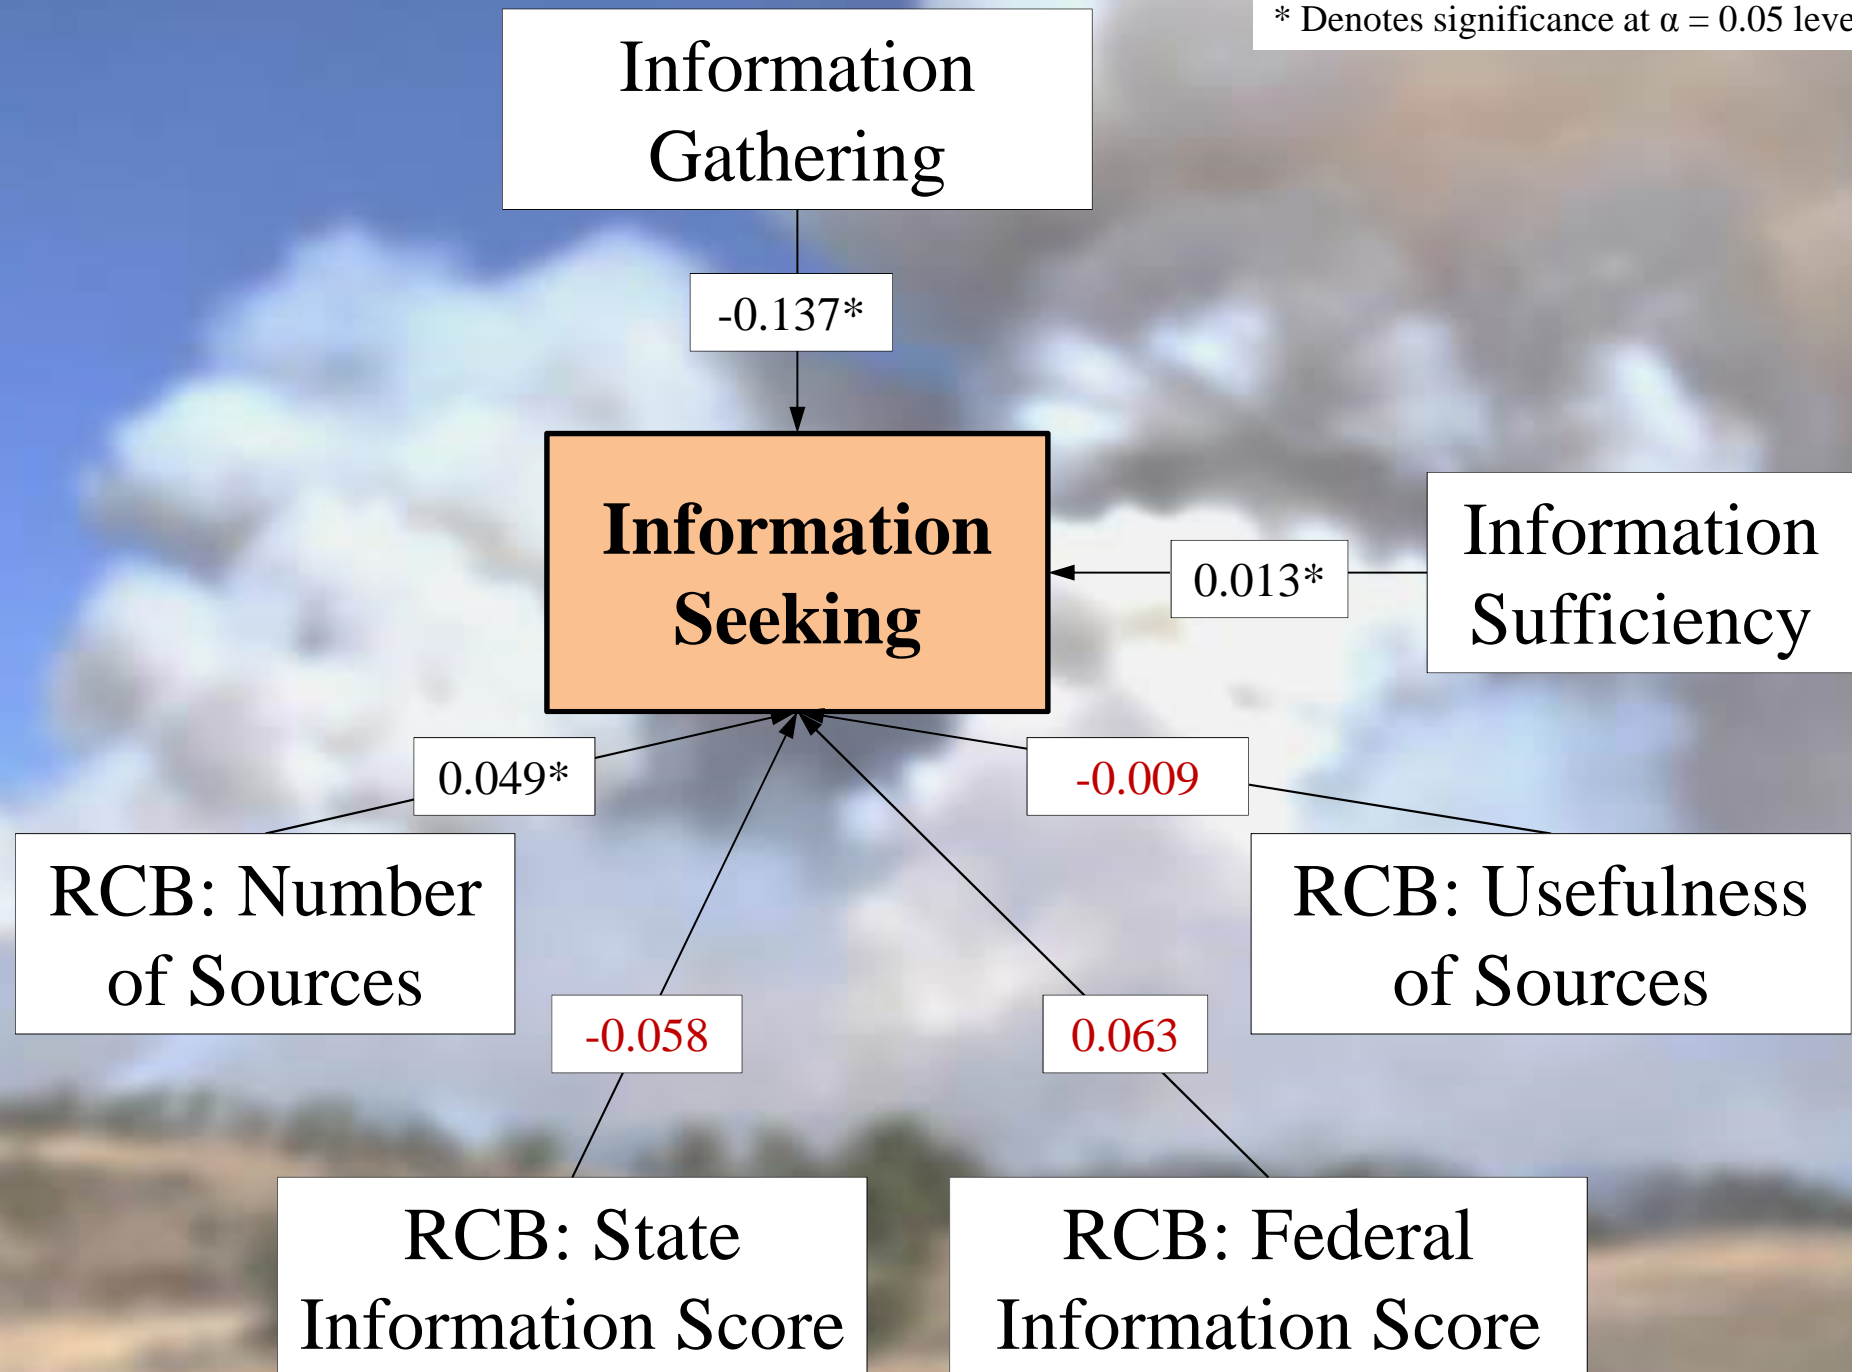 * Denotes significance at α = 0.05 leve
Information
Gathering
-0.137*
Information
Seeking
0.013*
Information
Sufficiency
0.049*
-0.009
RCB: Number
of Sources
RCB: Usefulness
of Sources
-0.058
0.063
RCB: State
Information Score
RCB: Federal
Information Score